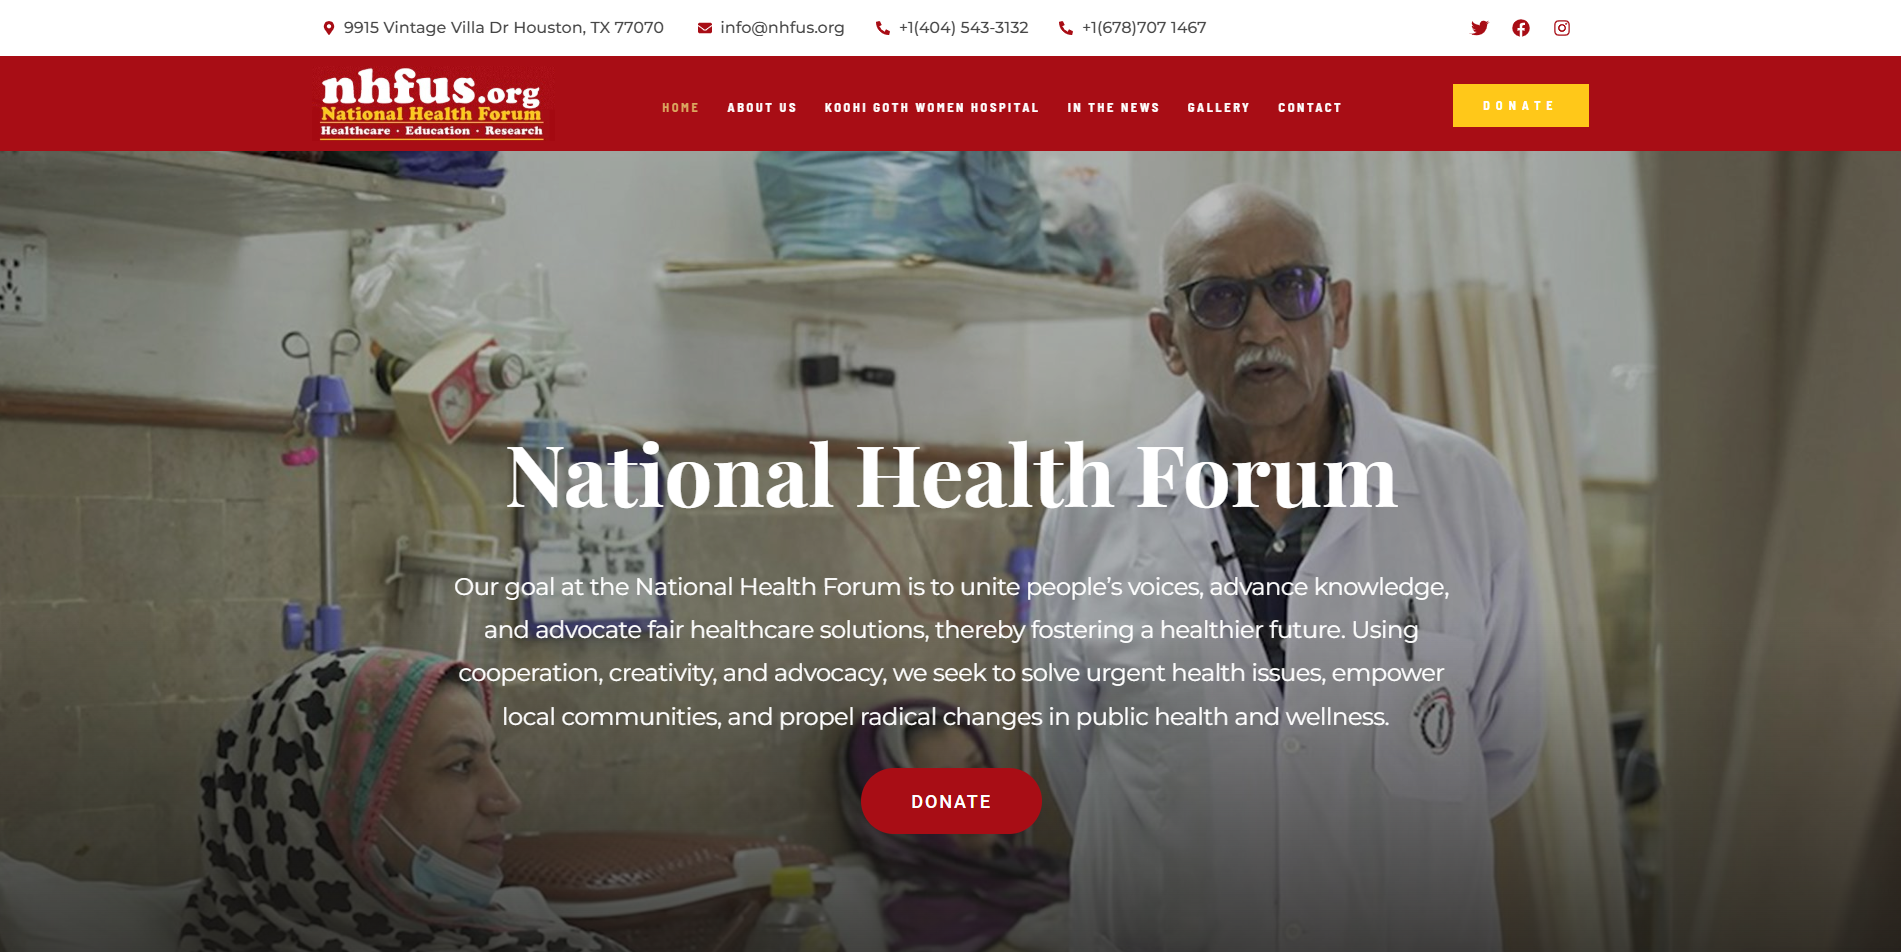 9915 Vintage Villa Dr Houston, TX 77070 info@nhfus.org +1(404) 543-3132 +1(678)707 1467
nhfus.org
National Health Forum
Healthcare · Education · Research
HOME ABOUT US KOOHI GOTH WOMEN HOSPITAL IN THE NEWS GALLERY CONTACT
DONATE
National Health Forum
Our goal at the National Health Forum is to unite people’s voices, advance knowledge,
and advocate fair healthcare solutions, thereby fostering a healthier future. Using
cooperation, creativity, and advocacy, we seek to solve urgent health issues, empower
local communities, and propel radical changes in public health and wellness.
DONATE